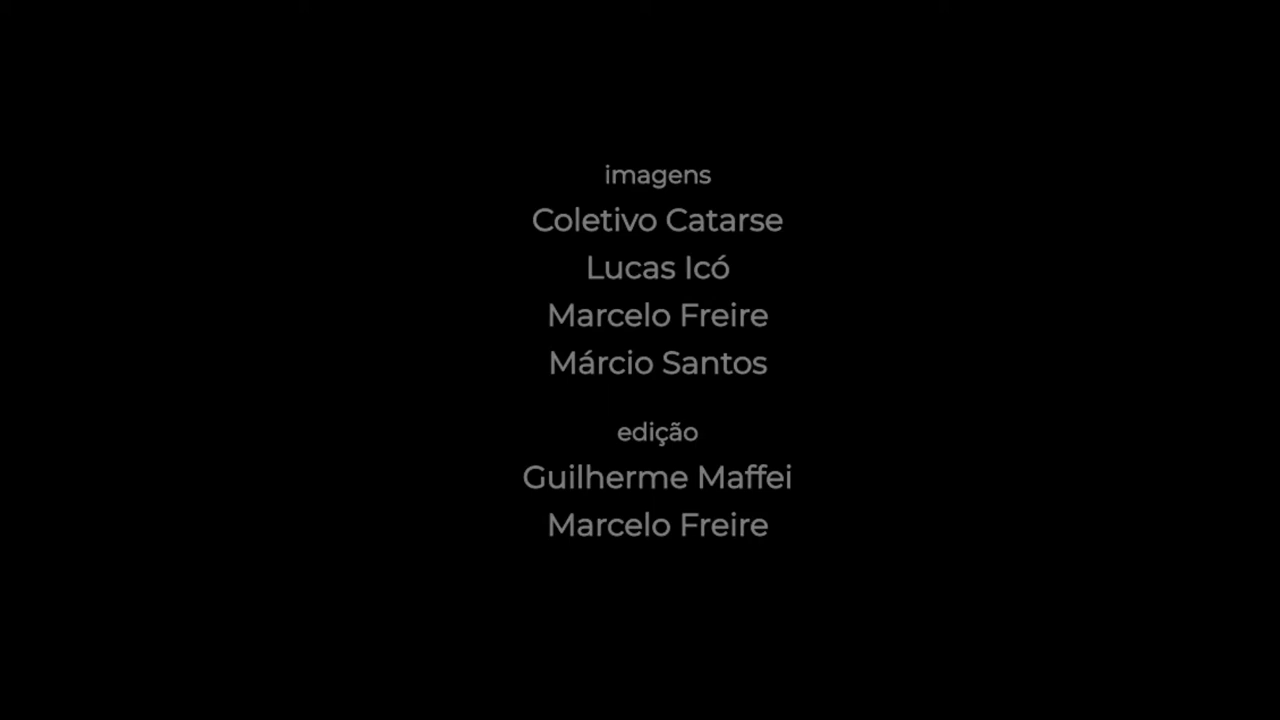 imagens
Coletivo Catarse
Lucas Icó
Marcelo Freire
Márcio Santos
edição
Guilherme Maffei
Marcelo Freire